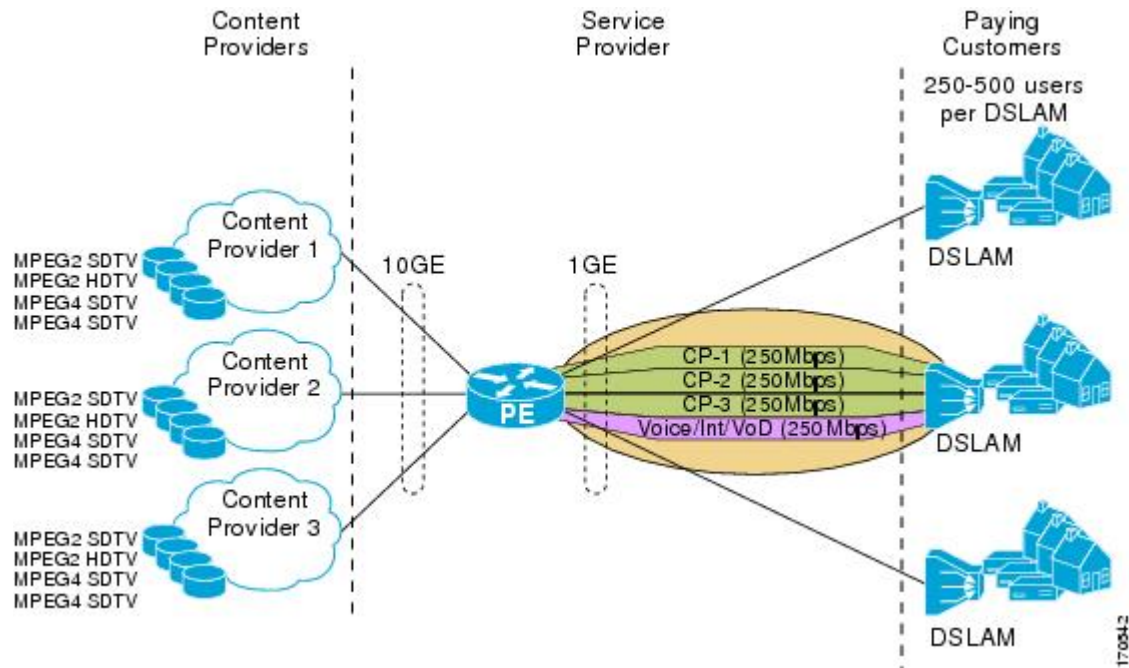 Content
Providers
Service
Provider
Paying
Customers
250-500 users
per DSLAM
Content
Provider 1
MPEG2 SDTV
MPEG2 HDTV
MPEG4 SDTV
MPEG4 SDTV
10GE
1GE
DSLAM
Content
Provider 2
MPEG2 SDTV
MPEG2 HDTV
MPEG4 SDTV
MPEG4 SDTV
PE
CP-1 (250Mbps)
CP-2 (250Mbps)
CP-3 (250Mbps)
Voice/Int/VoD (250Mbps)
DSLAM
Content
Provider 3
MPEG2 SDTV
MPEG2 HDTV
MPEG4 SDTV
MPEG4 SDTV
DSLAM